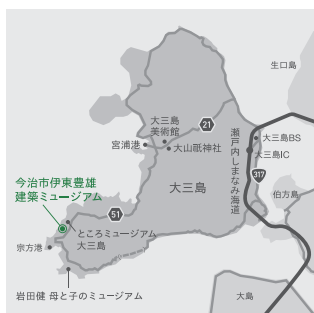 生口島
大三島
美術館
21
大三島BS
宮浦港
大山祇神社
大三島IC
瀬戸内しまなみ海道
317
伯方島
大三島
今治市伊東豊雄
建築ミュージアム
51
ところミュージアム
大三島
宗方港
岩田健 母と子のミュージアム
大島